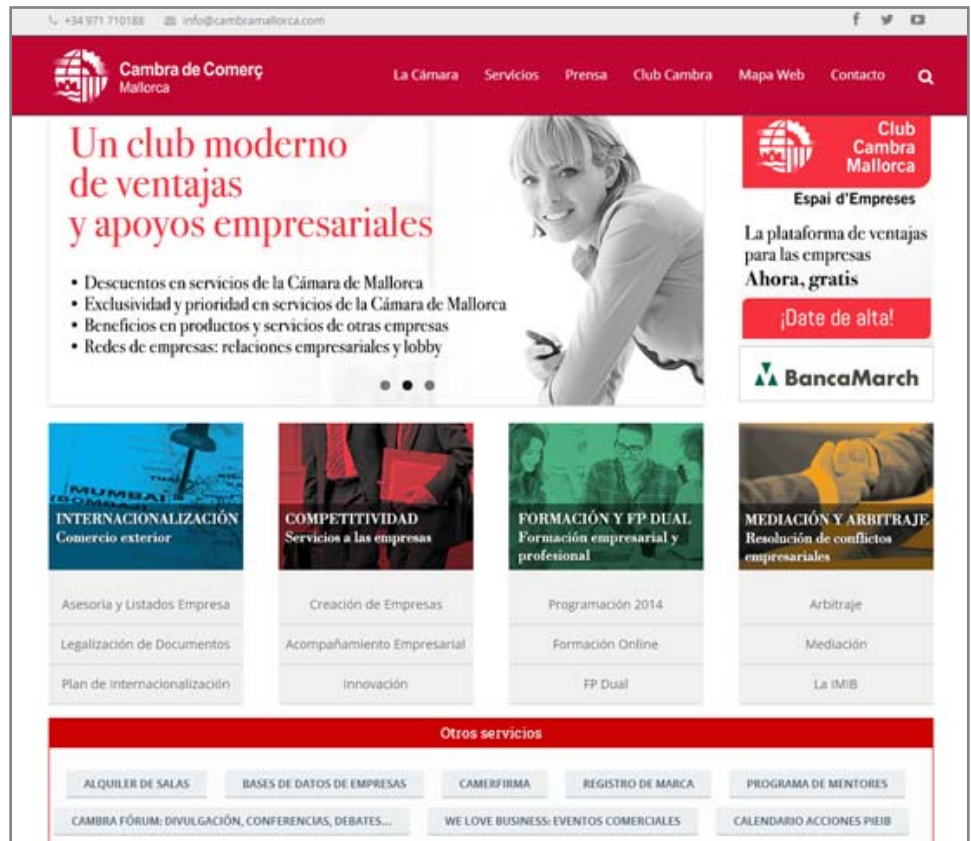 +34 971 710188 info@cambramallorca.com
Cambra de Comerç
Mallorca
La Cámara Servicios Prensa Club Cambra Mapa Web Contacto
Un club moderno
de ventajas
y apoyos empresariales
• Descuentos en servicios de la Cámara de Mallorca
• Exclusividad y prioridad en servicios de la Cámara de Mallorca
• Beneficios en productos y servicios de otras empresas
• Redes de empresas: relaciones empresariales y lobby
Club
Cambra
Mallorca
Espai d'Empreses
La plataforma de ventajas
para las empresas
Ahora, gratis
¡Date de alta!
BancaMarch
MUMBAI
(BOMBAJ)
INTERNACIONALIZACIÓN
Comercio exterior
Asesoria y Listados Empresa
Legalización de Documentos
Plan de Internacionalización
COMPETITIVIDAD
Servicios a las empresas
Creación de Empresas
Acompañamiento Empresarial
Innovación
FORMACIÓN Y FP DUAL
Formación empresarial y
profesional
Programación 2014
Formación Online
FP Dual
MEDIACIÓN Y ARBITRAJE
Resolución de conflictos
empresariales
Arbitraje
Mediación
La IMIB
Otros servicios
ALQUILER DE SALAS BASES DE DATOS DE EMPRESAS CAMERFIRMA REGISTRO DE MARCA PROGRAMA DE MENTORES
CAMBRA FÓRUM: DIVULGACIÓN, CONFERENCIAS, DEBATES... WE LOVE BUSINESS: EVENTOS COMERCIALES CALENDARIO ACCIONES PIEIB